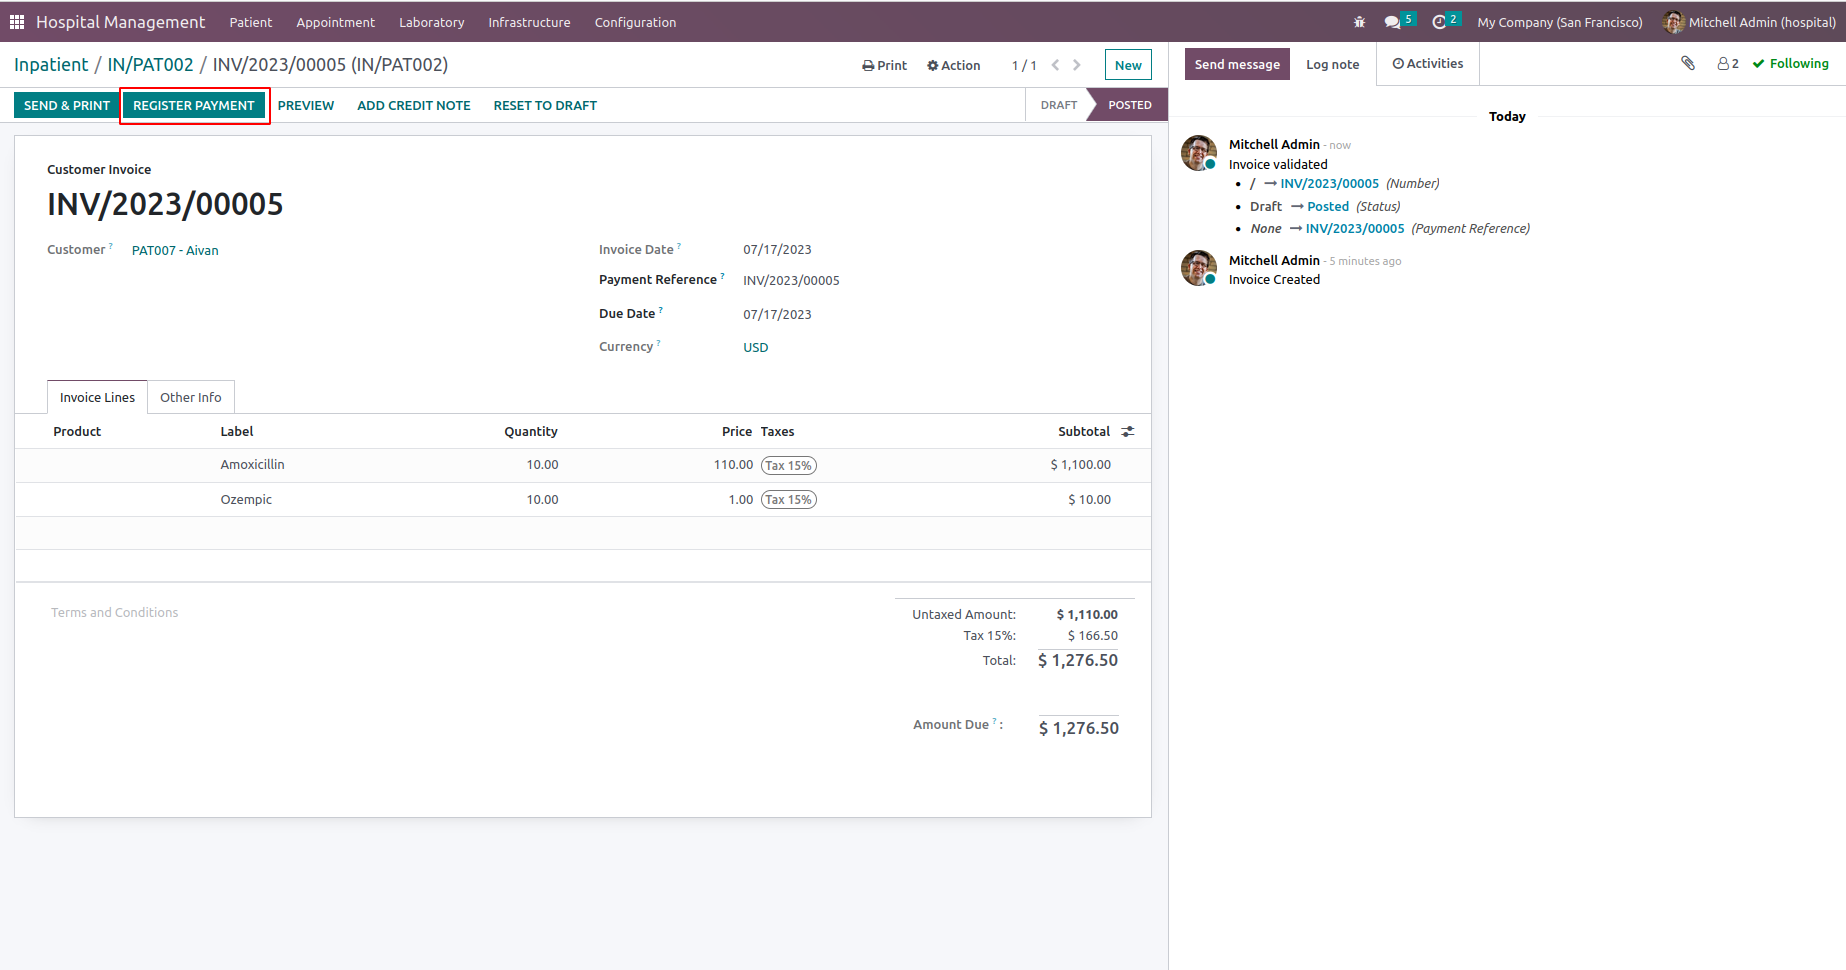 Hospital Management Patient Appointment Laboratory Infrastructure Configuration 5 2 My Company (San Francisco) Mitchell Admin (hospital)
Inpatient / IN/PAT002 / INV/2023/00005 (IN/PAT002) Print Action 1 / 1 New
SEND & PRINT REGISTER PAYMENT PREVIEW ADD CREDIT NOTE RESET TO DRAFT DRAFT POSTED
Customer Invoice
INV/2023/00005
Customer ? PAT007 - Aivan
Invoice Date ? 07/17/2023
Payment Reference ? INV/2023/00005
Due Date ? 07/17/2023
Currency ? USD
Invoice Lines Other Info
Product Label Quantity Price Taxes Subtotal
Amoxicillin 10.00 110.00 Tax 15% $ 1,100.00
Ozempic 10.00 1.00 Tax 15% $ 10.00
Terms and Conditions
Untaxed Amount: $ 1,110.00
Tax 15%: $ 166.50
Total: $ 1,276.50
Amount Due ? : $ 1,276.50
Send message Log note Activities 2 Following
Today
Mitchell Admin - now
Invoice validated
• / → INV/2023/00005 (Number)
• Draft → Posted (Status)
• None → INV/2023/00005 (Payment Reference)
Mitchell Admin - 5 minutes ago
Invoice Created